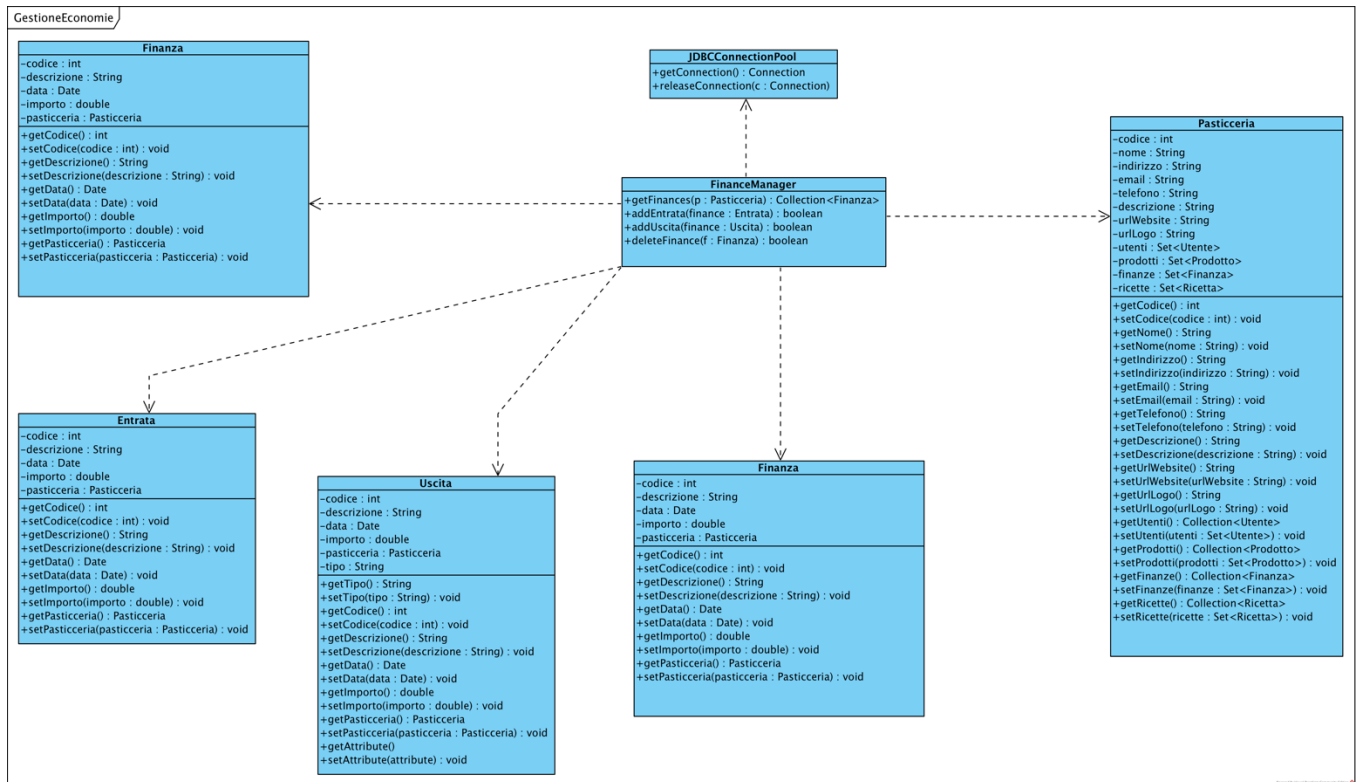 GestioneEconomie
Finanza
-codice : int
-descrizione : String
-data : Date
-importo : double
-pasticceria : Pasticceria
+getCodice() : int
+setCodice(codice : int) : void
+getDescrizione() : String
+setDescrizione(descrizione : String) : void
+getData() : Date
+setData(data : Date) : void
+getImporto() : double
+setImporto(importo : double) : void
+getPasticceria() : Pasticceria
+setPasticceria(pasticceria : Pasticceria) : void
JDBCConnectionPool
+getConnection() : Connection
+releaseConnection(c : Connection)
FinanceManager
+getFinances(p : Pasticceria) : Collection<Finanza>
+addEntrata(finance : Entrata) : boolean
+addUscita(finance : Uscita) : boolean
+deleteFinance(f : Finanza) : boolean
Pasticceria
-codice : int
-nome : String
-indirizzo : String
-email : String
-telefono : String
-descrizione : String
-urlWebsite : String
-urlLogo : String
-utenti : Set<Utente>
-prodotti : Set<Prodotto>
-finanze : Set<Finanza>
-ricette : Set<Ricetta>
+getCodice() : int
+setCodice(codice : int) : void
+getNome() : String
+setNome(nome : String) : void
+getIndirizzo() : String
+setIndirizzo(indirizzo : String) : void
+getEmail() : String
+setEmail(email : String) : void
+getTelefono() : String
+setTelefono(telefono : String) : void
+getDescrizione() : String
+setDescrizione(descrizione : String) : void
+getUrlWebsite() : String
+setUrlWebsite(urlWebsite : String) : void
+getUrlLogo() : String
+setUrlLogo(urlLogo : String) : void
+getUtenti() : Collection<Utente>
+setUtenti(utenti : Set<Utente>) : void
+getProdotti() : Collection<Prodotto>
+setProdotti(prodotti : Set<Prodotto>) : void
+getFinanze() : Collection<Finanza>
+setFinanze(finanze : Set<Finanza>) : void
+getRicette() : Collection<Ricetta>
+setRicette(ricette : Set<Ricetta>) : void
Entrata
-codice : int
-descrizione : String
-data : Date
-importo : double
-pasticceria : Pasticceria
+getCodice() : int
+setCodice(codice : int) : void
+getDescrizione() : String
+setDescrizione(descrizione : String) : void
+getData() : Date
+setData(data : Date) : void
+getImporto() : double
+setImporto(importo : double) : void
+getPasticceria() : Pasticceria
+setPasticceria(pasticceria : Pasticceria) : void
Uscita
-codice : int
-descrizione : String
-data : Date
-importo : double
-pasticceria : Pasticceria
-tipo : String
+getTipo() : String
+setTipo(tipo : String) : void
+getCodice() : int
+setCodice(codice : int) : void
+getDescrizione() : String
+setDescrizione(descrizione : String) : void
+getData() : Date
+setData(data : Date) : void
+getImporto() : double
+setImporto(importo : double) : void
+getPasticceria() : Pasticceria
+setPasticceria(pasticceria : Pasticceria) : void
+getAttribute()
+setAttribute(attribute) : void
Finanza
-codice : int
-descrizione : String
-data : Date
-importo : double
-pasticceria : Pasticceria
+getCodice() : int
+setCodice(codice : int) : void
+getDescrizione() : String
+setDescrizione(descrizione : String) : void
+getData() : Date
+setData(data : Date) : void
+getImporto() : double
+setImporto(importo : double) : void
+getPasticceria() : Pasticceria
+setPasticceria(pasticceria : Pasticceria) : void